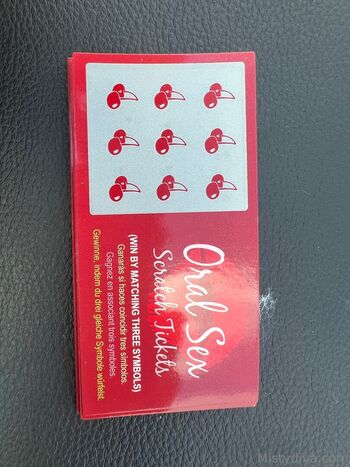 Oral Sex
Scratch Tickets
(WIN BY MATCHING THREE SYMBOLS)
Ganarás si haces coincidir tres símbolos.
Gagnez en associant trois symboles.
Gewinne, indem du drei gleiche Symbole würfelst.
Mistydiva.com